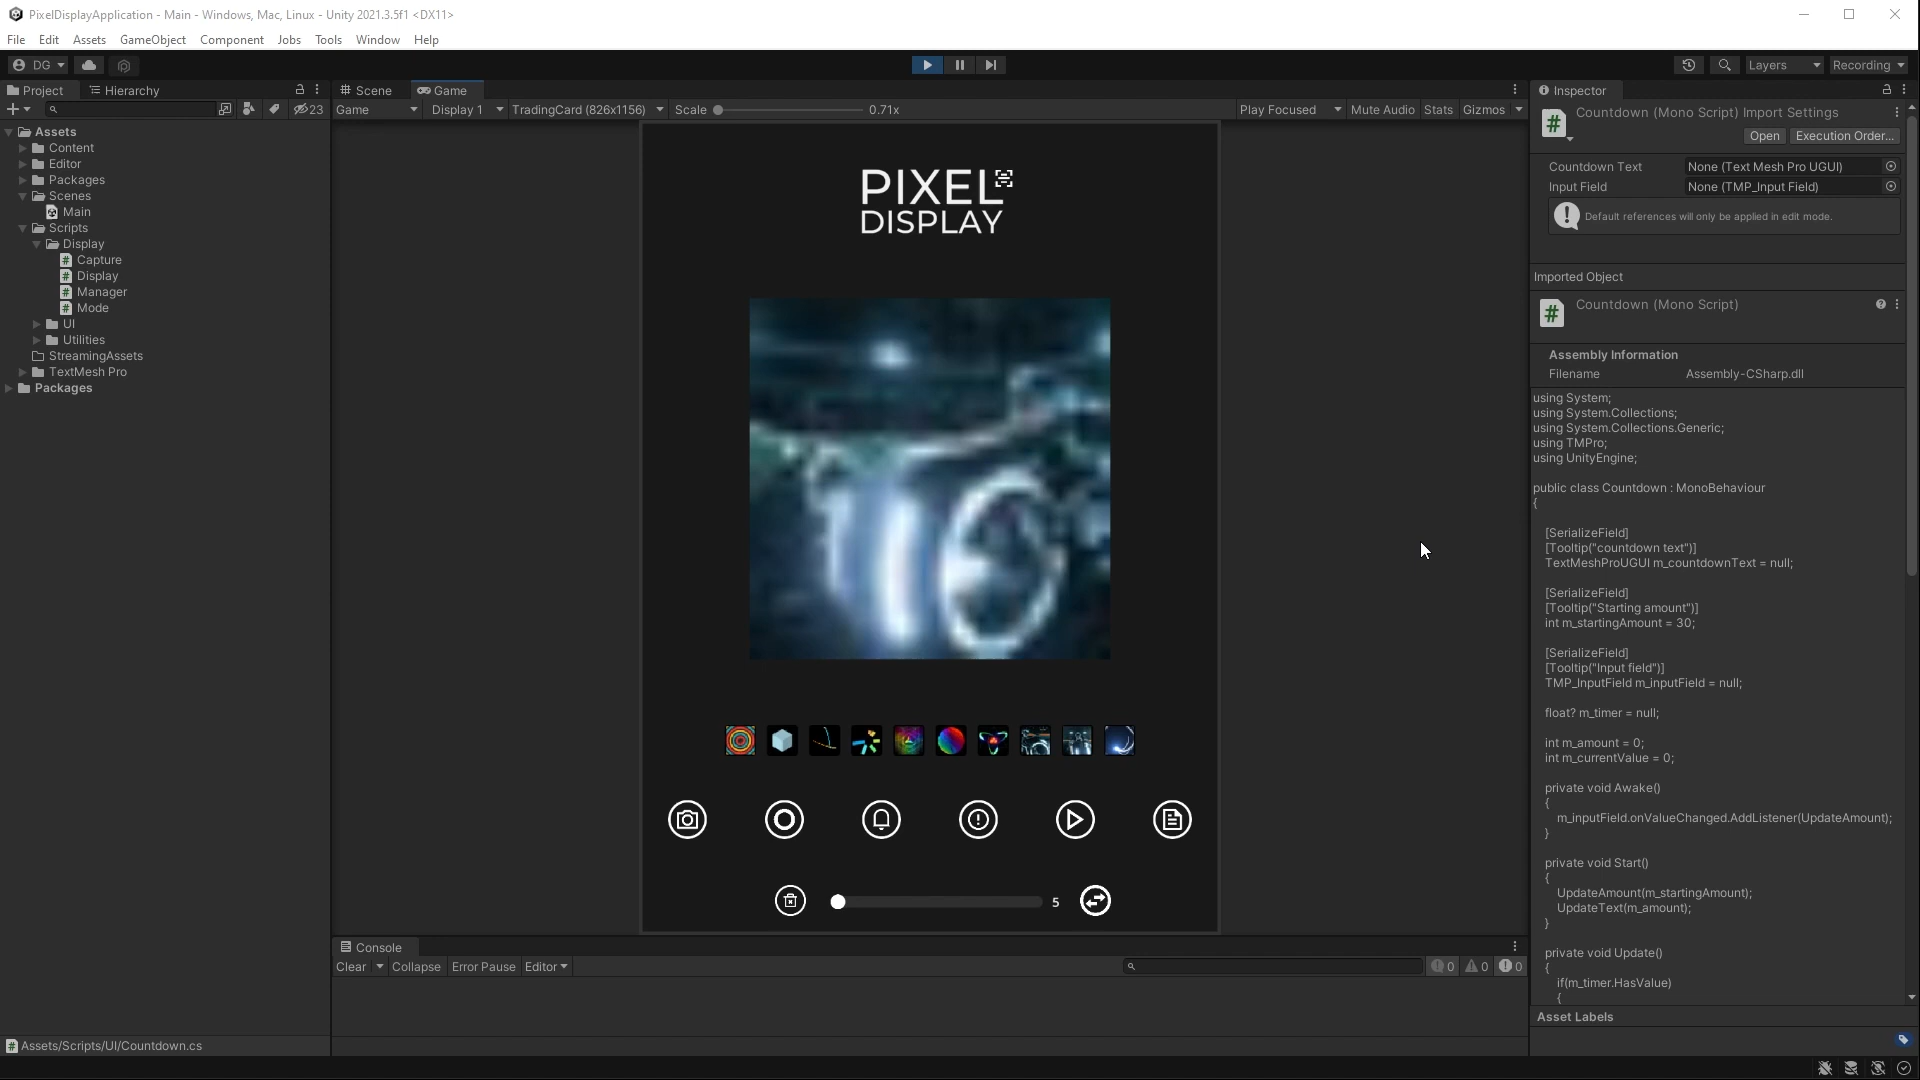 PixelDisplayApplication - Main - Windows, Mac, Linux - Unity 2021.3.5f1 <DX11>
File Edit Assets GameObject Component Jobs Tools Window Help
DG
Layers
Recording
Project
Hierarchy
23
Assets
Content
Editor
Packages
Scenes
Main
Scripts
Display
Capture
Display
Manager
Mode
UI
Utilities
StreamingAssets
TextMesh Pro
Packages
Assets/Scripts/UI/Countdown.cs
Scene
Game
Game Display 1 TradingCard (826x1156) Scale 0.71x Play Focused Mute Audio Stats Gizmos
PIXEL
DISPLAY
5
Console
Clear Collapse Error Pause Editor
0 0 0
Inspector
Countdown (Mono Script) Import Settings
Open Execution Order...
Countdown Text None (Text Mesh Pro UGUI)
Input Field None (TMP_Input Field)
Default references will only be applied in edit mode.
Imported Object
Countdown (Mono Script)
Assembly Information
Filename Assembly-CSharp.dll
using System;
using System.Collections;
using System.Collections.Generic;
using TMPro;
using UnityEngine;
public class Countdown : MonoBehaviour
{
[SerializeField]
[Tooltip("countdown text")]
TextMeshProUGUI m_countdownText = null;
[SerializeField]
[Tooltip("Starting amount")]
int m_startingAmount = 30;
[SerializeField]
[Tooltip("Input field")]
TMP_InputField m_inputField = null;
float? m_timer = null;
int m_amount = 0;
int m_currentValue = 0;
private void Awake()
{
m_inputField.onValueChanged.AddListener(UpdateAmount);
}
private void Start()
{
UpdateAmount(m_startingAmount);
UpdateText(m_amount);
}
private void Update()
{
if(m_timer.HasValue)
{
Asset Labels